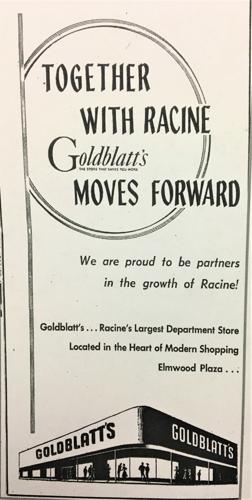 TOGETHER
WITH RACINE
Goldblatt's
THE STORE THAT SAVES YOU MORE
MOVES FORWARD
We are proud to be partners
in the growth of Racine!
Goldblatt's . . . Racine's Largest Department Store
Located in the Heart of Modern Shopping
Elmwood Plaza . . .
GOLDBLATT'S
GOLDBLATT'S